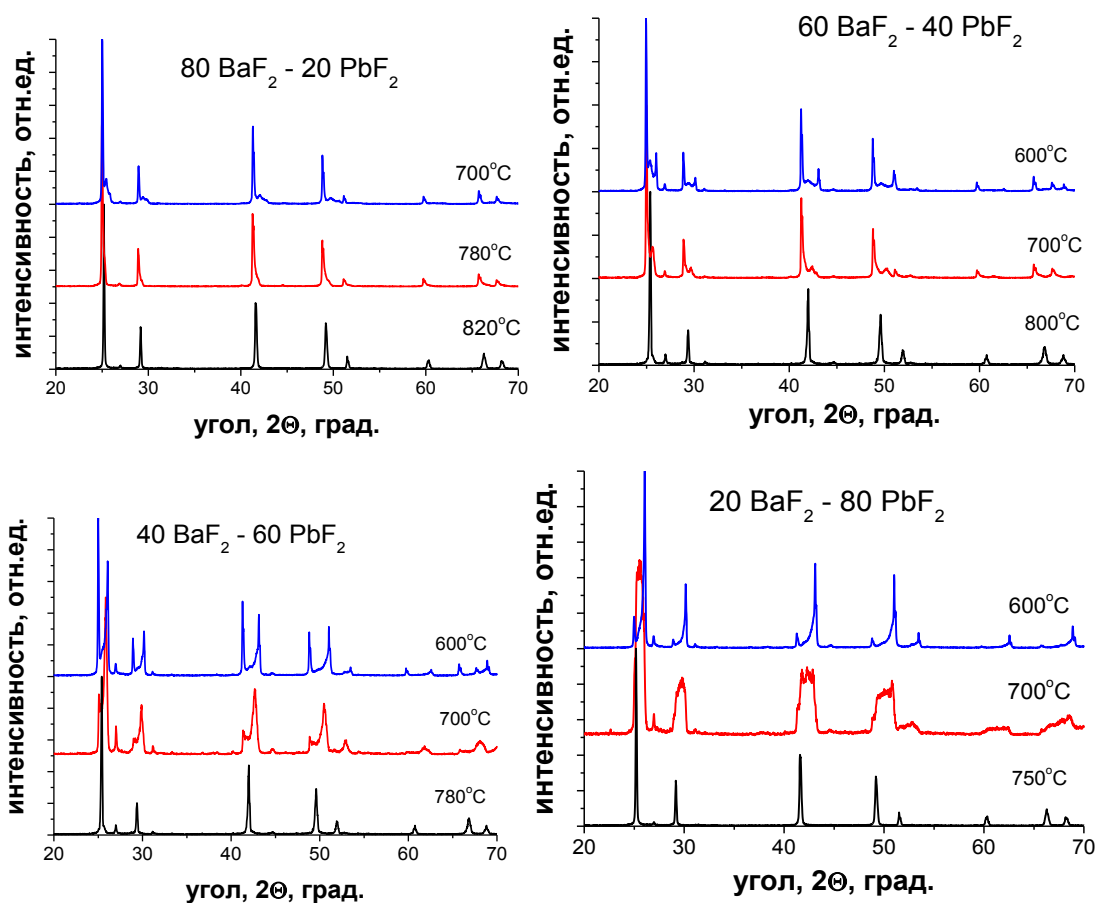 80 BaF₂ - 20 PbF₂
интенсивность, отн.ед.
700°C
780°C
820°C
20 30 40 50 60 70
угол, 2Θ, град.
60 BaF₂ - 40 PbF₂
интенсивность, отн.ед.
600°C
700°C
800°C
20 30 40 50 60 70
угол, 2Θ, град.
40 BaF₂ - 60 PbF₂
интенсивность, отн.ед.
600°C
700°C
780°C
20 30 40 50 60 70
угол, 2Θ, град.
20 BaF₂ - 80 PbF₂
интенсивность, отн.ед.
600°C
700°C
750°C
20 30 40 50 60 70
угол, 2Θ, град.